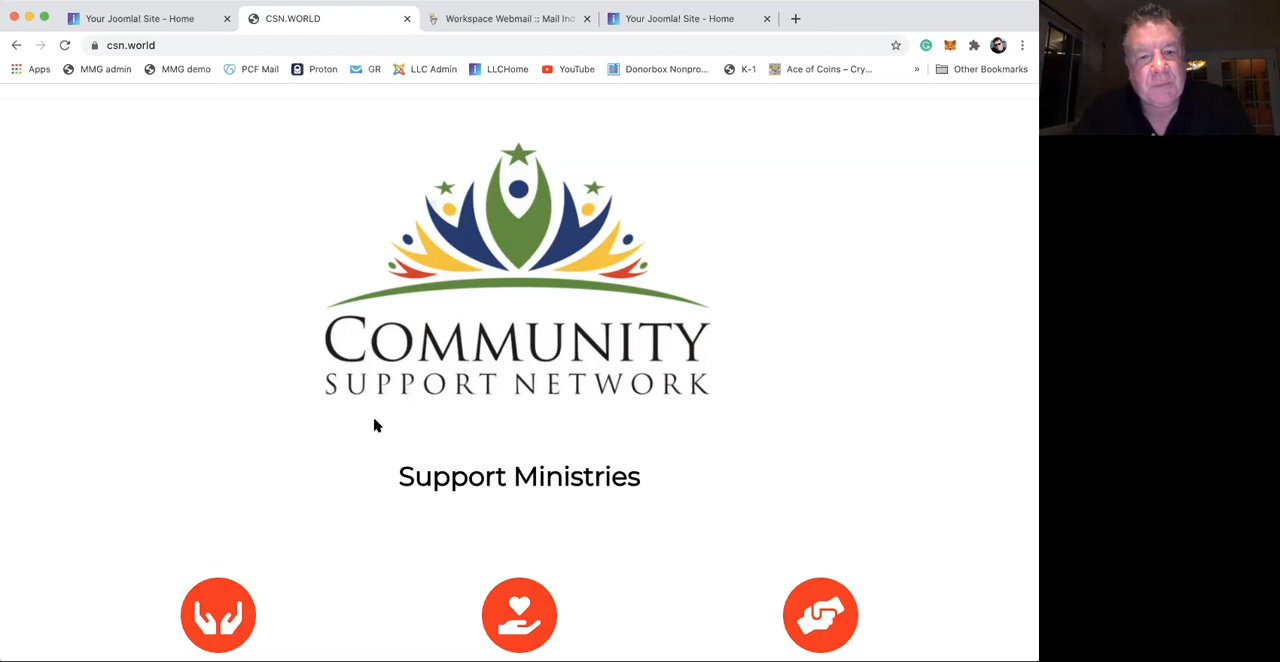 Your Joomla! Site - Home
CSN.WORLD
Workspace Webmail :: Mail Ind
Your Joomla! Site - Home
csn.world
Apps
MMG admin
MMG demo
PCF Mail
Proton
GR
LLC Admin
LLCHome
YouTube
Donorbox Nonpro...
K-1
Ace of Coins – Cry...
»
Other Bookmarks
COMMUNITY
SUPPORT NETWORK
Support Ministries